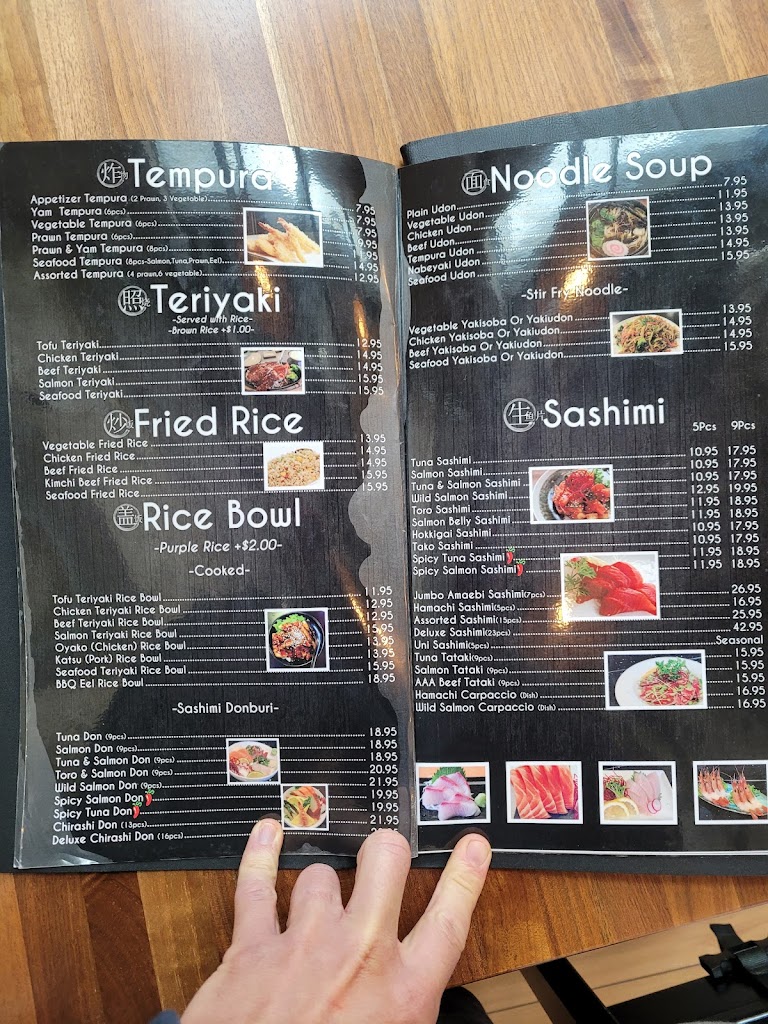 炸物 Tempura
Appetizer Tempura (2 Prawn, 3 Vegetable) 7.95
Yam Tempura (6pcs) 7.95
Vegetable Tempura (6pcs) 7.95
Prawn Tempura (6pcs)
Prawn & Yam Tempura (8pcs)
Seafood Tempura (8pcs-Salmon,Tuna,Prawn,Eel) 14.95
Assorted Tempura (4 prawn,6 vegetable) 12.95
照烧 Teriyaki
-Served with Rice-
-Brown Rice +$1.00-
Tofu Teriyaki 12.95
Chicken Teriyaki 14.95
Beef Teriyaki 14.95
Salmon Teriyaki 15.95
Seafood Teriyaki 15.95
炒饭 Fried Rice
Vegetable Fried Rice 13.95
Chicken Fried Rice 14.95
Beef Fried Rice 14.95
Kimchi Beef Fried Rice 15.95
Seafood Fried Rice 15.95
盖 Rice Bowl
-Purple Rice +$2.00-
-Cooked-
Tofu Teriyaki Rice Bowl 11.95
Chicken Teriyaki Rice Bowl 12.95
Beef Teriyaki Rice Bowl 12.95
Salmon Teriyaki Rice Bowl 15.95
Oyako (Chicken) Rice Bowl 13.95
Katsu (Pork) Rice Bowl 13.95
Seafood Teriyaki Rice Bowl 15.95
BBQ Eel Rice Bowl 18.95
-Sashimi Donburi-
Tuna Don (9pcs) 18.95
Salmon Don (9pcs) 18.95
Tuna & Salmon Don (9pcs) 18.95
Toro & Salmon Don (9pcs) 20.95
Wild Salmon Don (9pcs) 21.95
Spicy Salmon Don 19.95
Spicy Tuna Don 19.95
Chirashi Don (13pcs) 21.95
Deluxe Chirashi Don (16pcs)
面 Noodle Soup
Plain Udon 7.95
Vegetable Udon 11.95
Chicken Udon 13.95
Beef Udon 13.95
Tempura Udon 13.95
Nabeyaki Udon 14.95
Seafood Udon 15.95
-Stir Fry Noodle-
Vegetable Yakisoba Or Yakiudon 13.95
Chicken Yakisoba Or Yakiudon 14.95
Beef Yakisoba Or Yakiudon 14.95
Seafood Yakisoba Or Yakiudon 15.95
生鱼片 Sashimi
5Pcs 9Pcs
Tuna Sashimi 10.95 17.95
Salmon Sashimi 10.95 17.95
Tuna & Salmon Sashimi 10.95 17.95
Wild Salmon Sashimi 12.95 19.95
Toro Sashimi 11.95 18.95
Salmon Belly Sashimi 11.95 18.95
Hokkigai Sashimi 10.95 17.95
Tako Sashimi 10.95 17.95
Spicy Tuna Sashimi 11.95 18.95
Spicy Salmon Sashimi 11.95 18.95
Jumbo Amaebi Sashimi(7pcs) 26.95
Hamachi Sashimi(5pcs) 16.95
Assorted Sashimi(15pcs) 25.95
Deluxe Sashimi(23pcs) 42.95
Uni Sashimi(5pcs) Seasonal
Tuna Tataki(9pcs) 15.95
Salmon Tataki (9pcs) 15.95
AAA Beef Tataki (9pcs) 15.95
Hamachi Carpaccio (Dish) 16.95
Wild Salmon Carpaccio (Dish) 16.95